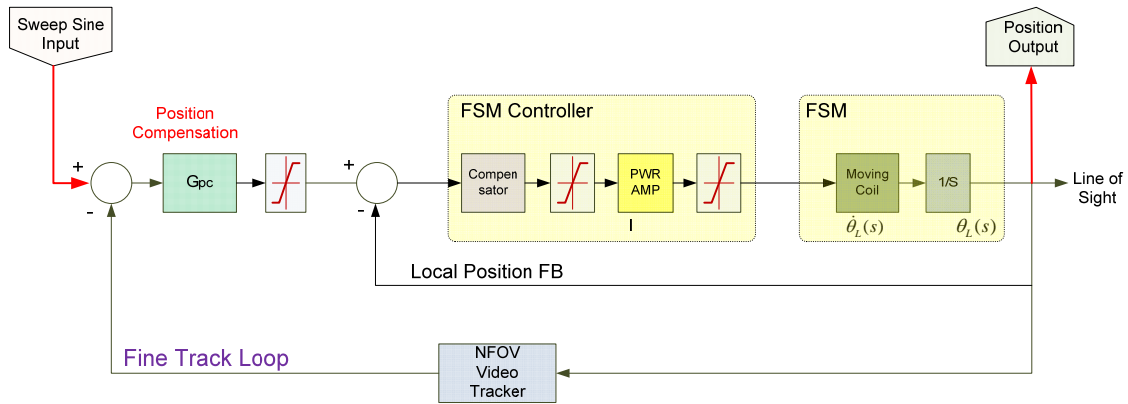 Sweep Sine
Input
Position
Output
Position
Compensation
FSM Controller
FSM
+
-
Gpc
+
-
Compen
sator
PWR
AMP
I
Moving
Coil
1/S
θ̇L(s)
θL(s)
Line of
Sight
Local Position FB
Fine Track Loop
NFOV
Video
Tracker